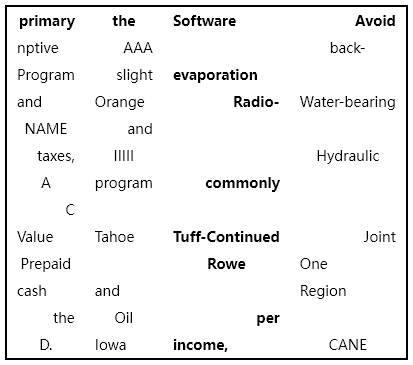 primary the Software Avoid
nptive AAA back-
Program slight evaporation
and Orange Radio- Water-bearing
NAME and
taxes, IIIII Hydraulic
A program commonly
C
Value Tahoe Tuff-Continued Joint
Prepaid Rowe One
cash and Region
the Oil per
D. Iowa income, CANE